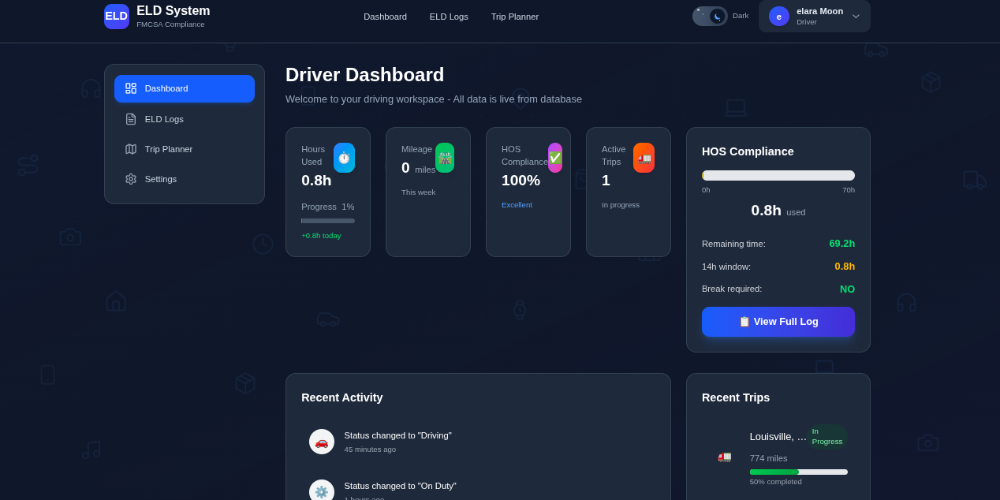 ELD
ELD System
FMCSA Compliance
Dashboard
ELD Logs
Trip Planner
Dark
e
elara Moon
Driver
Dashboard
ELD Logs
Trip Planner
Settings
Driver Dashboard
Welcome to your driving workspace - All data is live from database
Hours
Used
0.8h
Progress 1%
+0.8h today
Mileage
0 miles
This week
HOS
Compliance
100%
Excellent
Active
Trips
1
In progress
HOS Compliance
0h
70h
0.8h used
Remaining time: 69.2h
14h window: 0.8h
Break required: NO
View Full Log
Recent Activity
Status changed to "Driving"
45 minutes ago
Status changed to "On Duty"
1 hours ago
Recent Trips
Louisville, ...
In
Progress
774 miles
50% completed